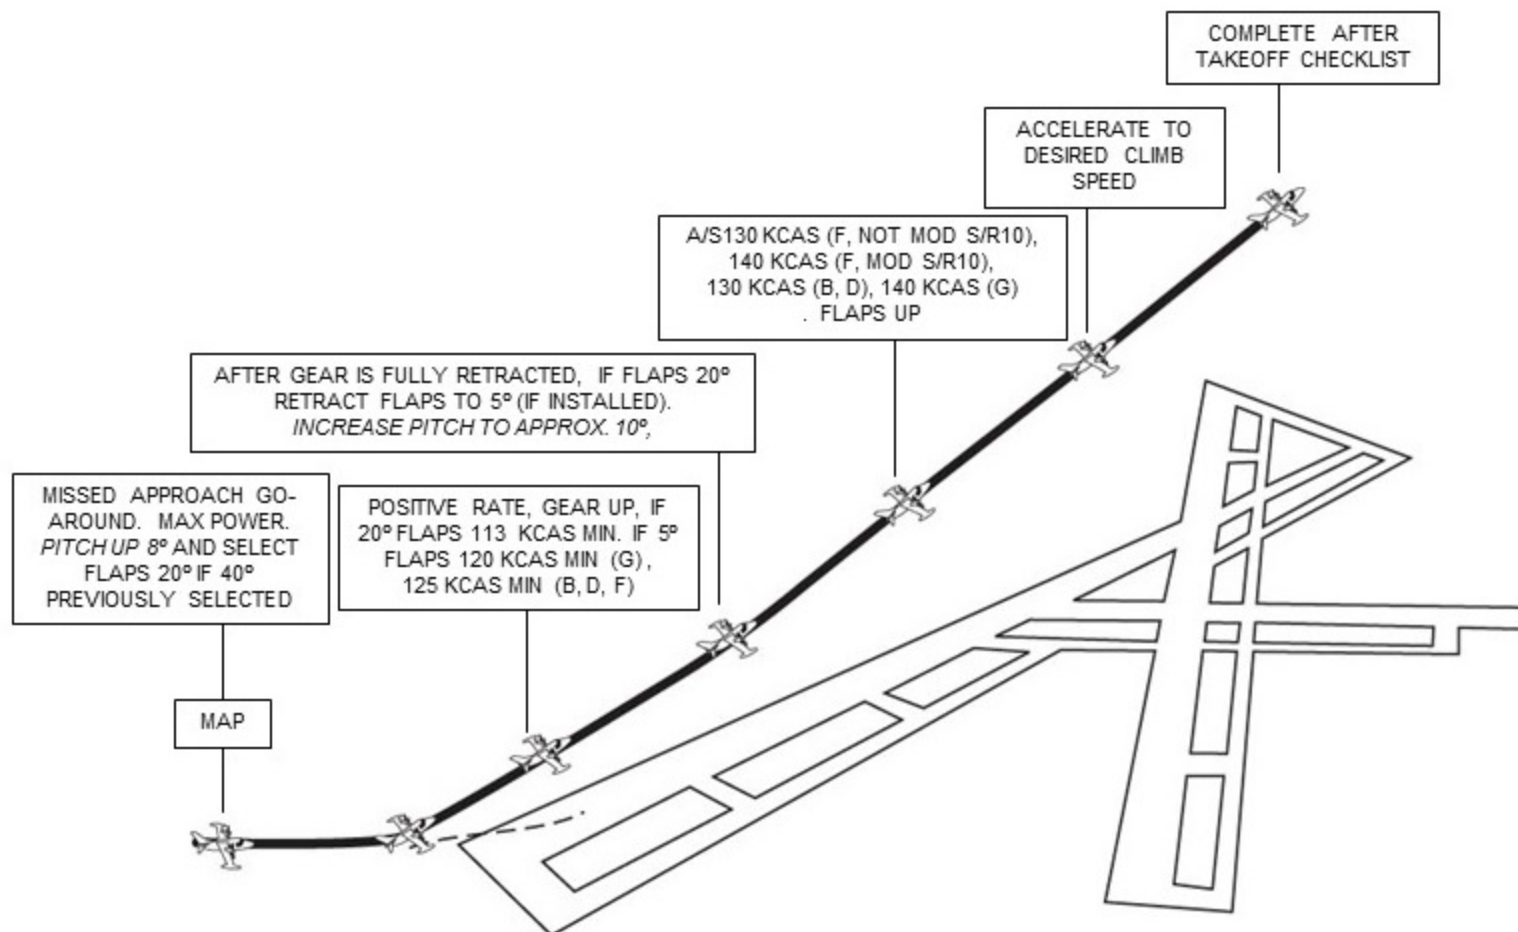 COMPLETE AFTER
TAKEOFF CHECKLIST
ACCELERATE TO
DESIRED CLIMB
SPEED
A/S130 KCAS (F, NOT MOD S/R10),
140 KCAS (F, MOD S/R10),
130 KCAS (B, D), 140 KCAS (G)
. FLAPS UP
AFTER GEAR IS FULLY RETRACTED, IF FLAPS 20º
RETRACT FLAPS TO 5º (IF INSTALLED).
INCREASE PITCH TO APPROX. 10º,
MISSED APPROACH GO-
AROUND. MAX POWER.
PITCH UP 8º AND SELECT
FLAPS 20º IF 40º
PREVIOUSLY SELECTED
POSITIVE RATE, GEAR UP, IF
20º FLAPS 113 KCAS MIN. IF 5º
FLAPS 120 KCAS MIN (G),
125 KCAS MIN (B, D, F)
MAP